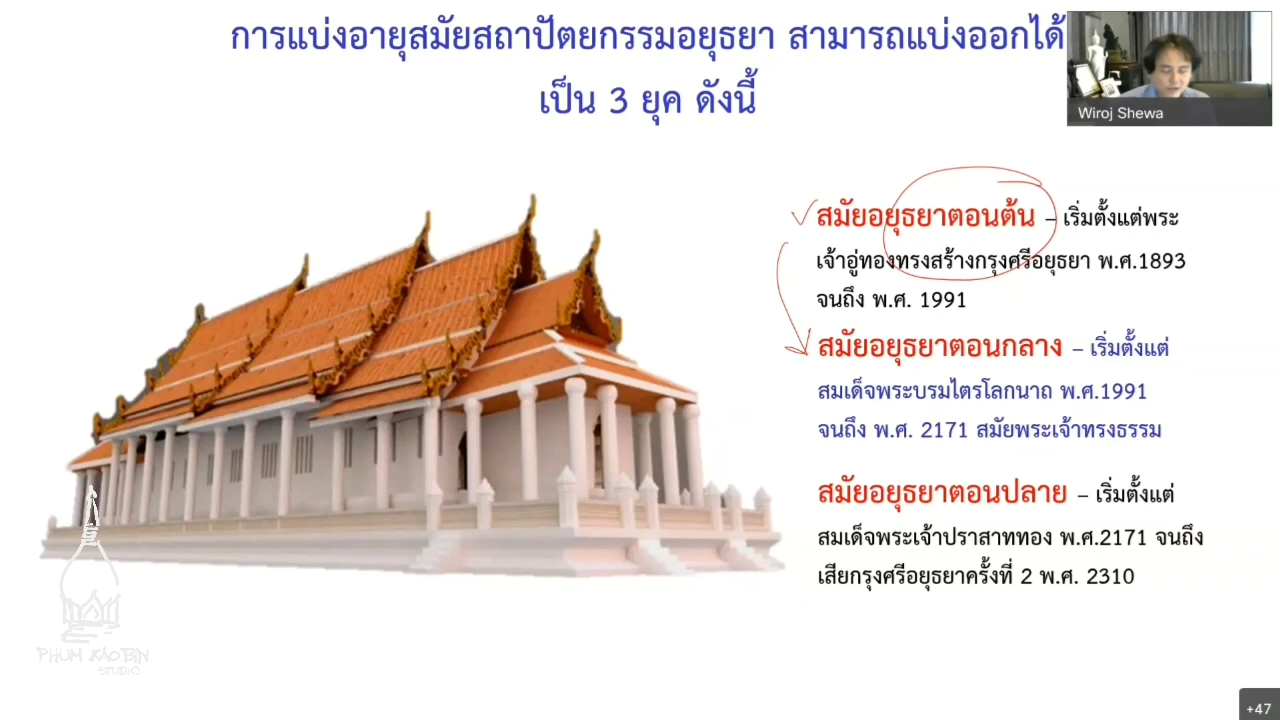 การแบ่งอายุสมัยสถาปัตยกรรมอยุธยา สามารถแบ่งออกได้
เป็น 3 ยุค ดังนี้
Wiroj Shewa
สมัยอยุธยาตอนต้น – เริ่มตั้งแต่พระ
เจ้าอู่ทองทรงสร้างกรุงศรีอยุธยา พ.ศ.1893
จนถึง พ.ศ. 1991
สมัยอยุธยาตอนกลาง – เริ่มตั้งแต่
สมเด็จพระบรมไตรโลกนาถ พ.ศ.1991
จนถึง พ.ศ. 2171 สมัยพระเจ้าทรงธรรม
สมัยอยุธยาตอนปลาย – เริ่มตั้งแต่
สมเด็จพระเจ้าปราสาททอง พ.ศ.2171 จนถึง
เสียกรุงศรีอยุธยาครั้งที่ 2 พ.ศ. 2310
PHUM KAOBIN
STUDIO
+47